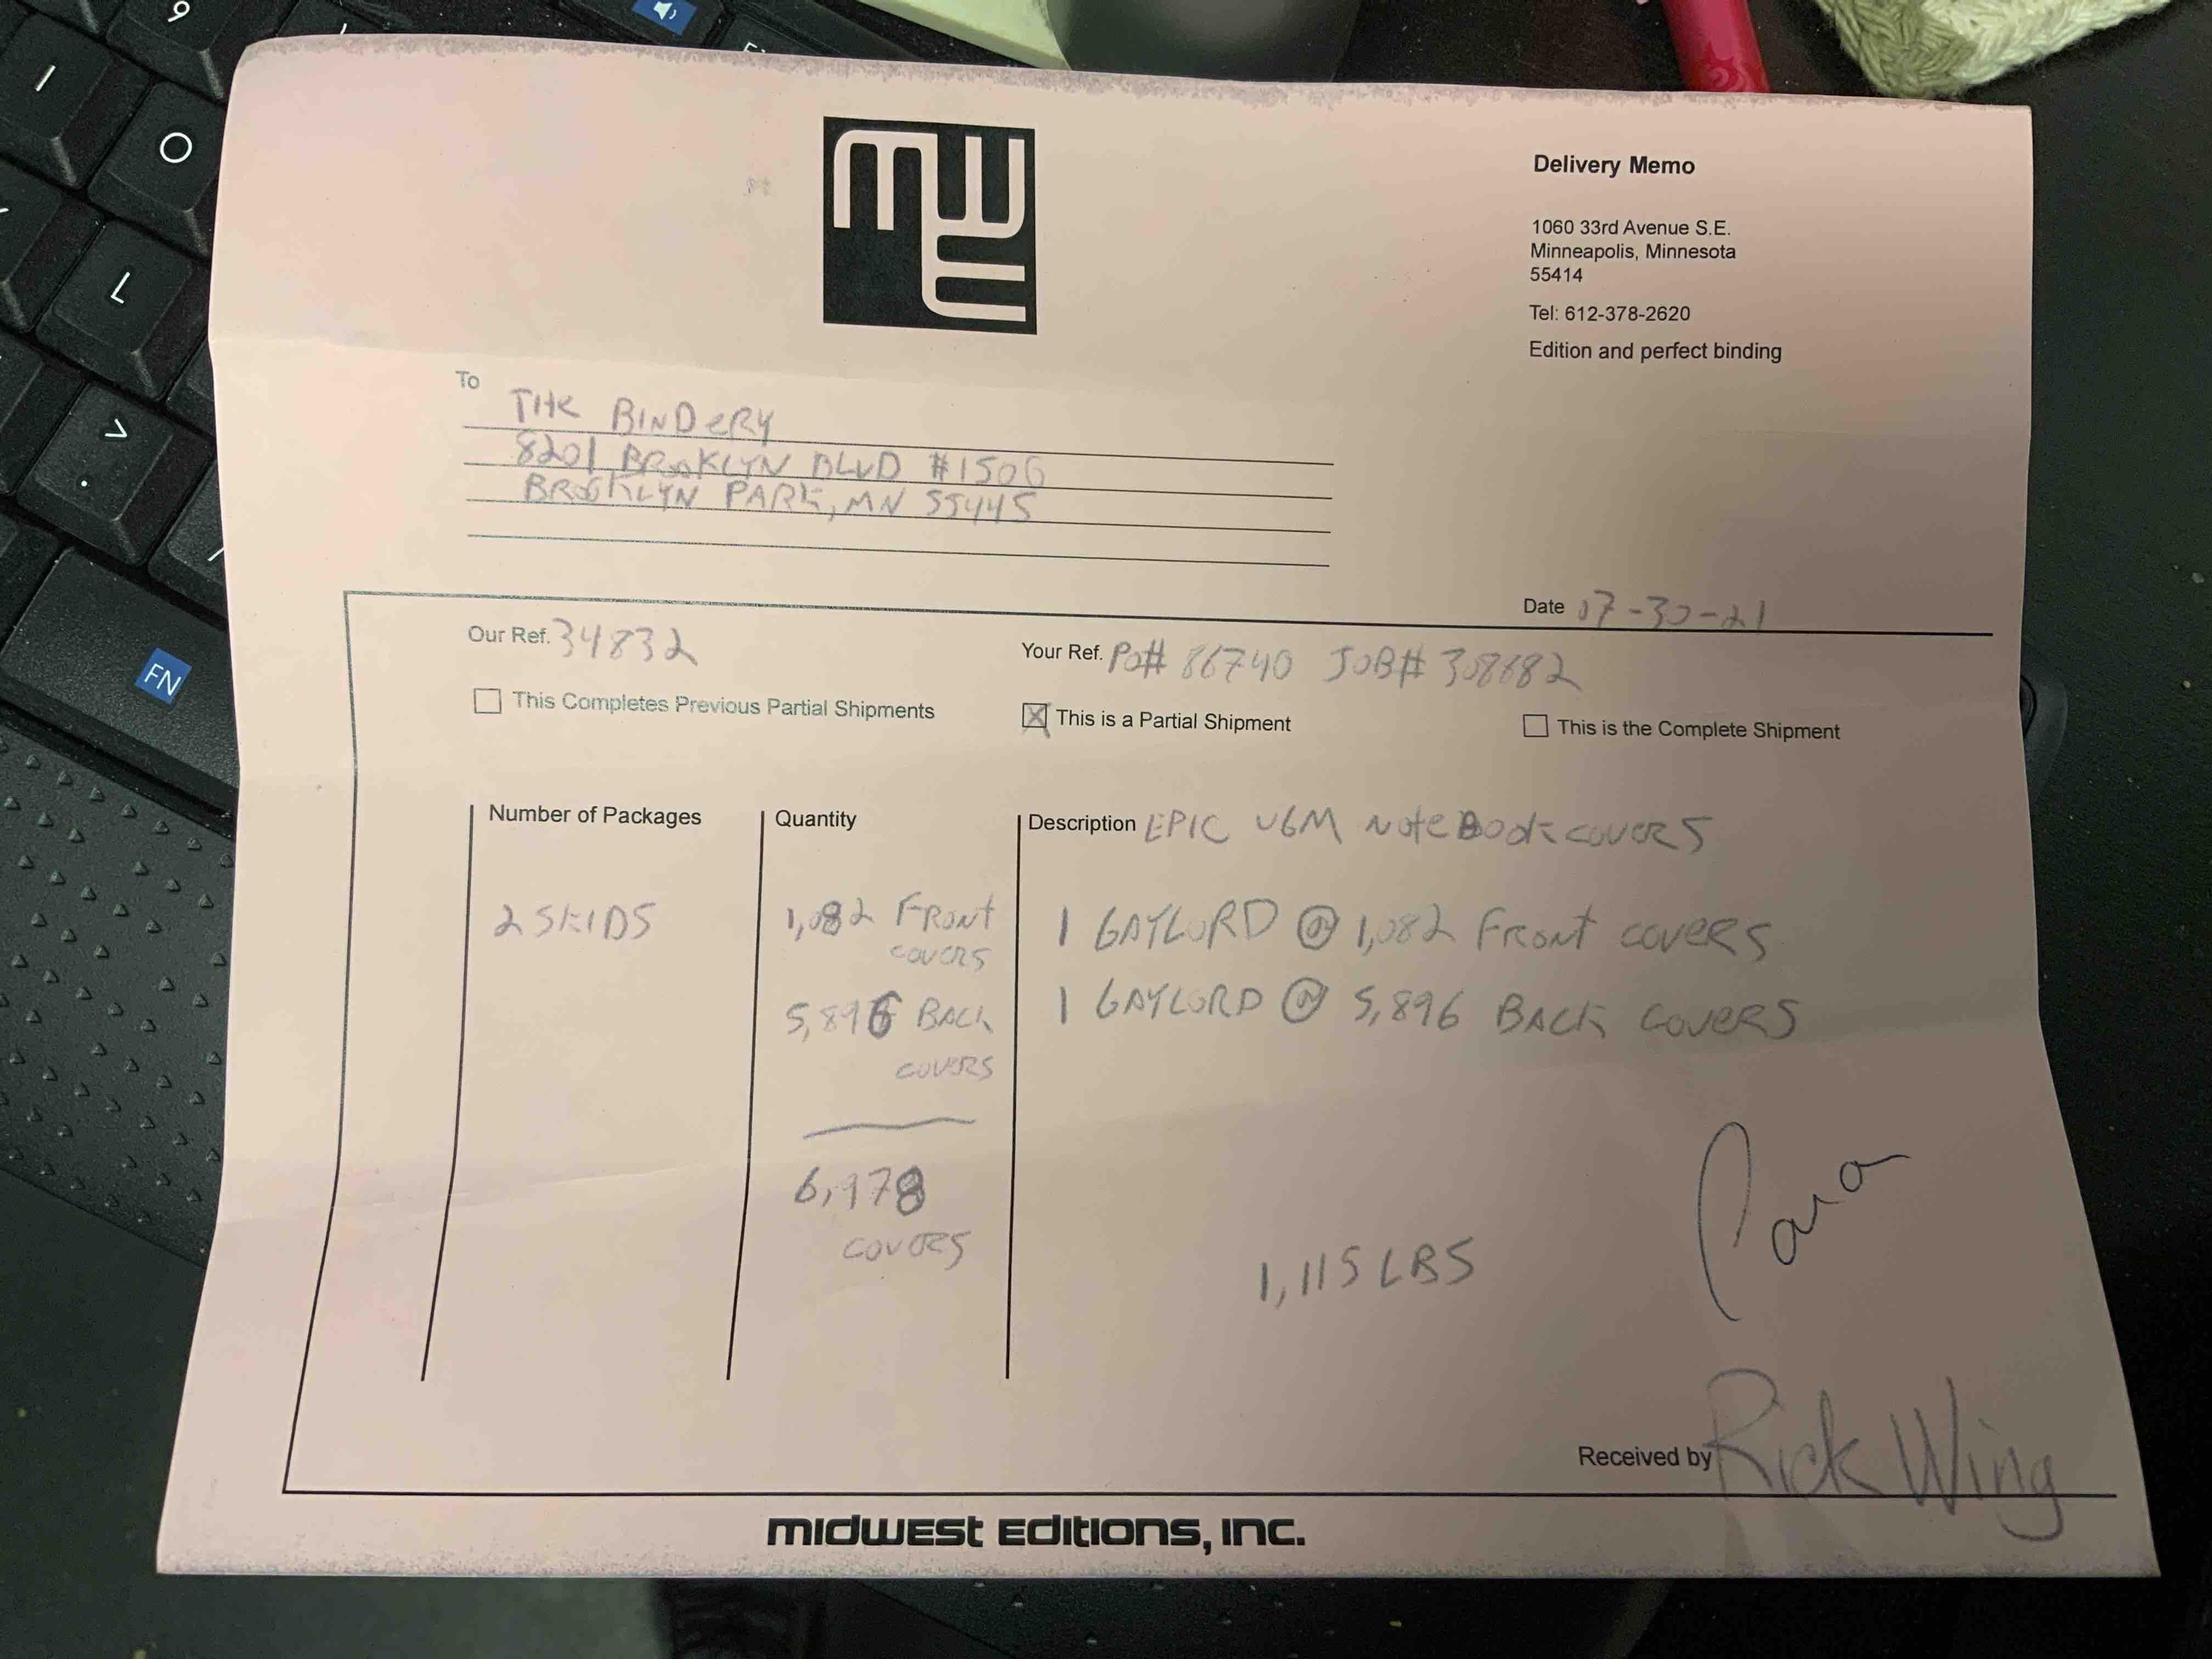 Delivery Memo
1060 33rd Avenue S.E.
Minneapolis, Minnesota
55414
Tel: 612-378-2620
Edition and perfect binding
To
THE BINDERY
8201 BROOKLYN BLVD #150G
BROOKLYN PARK, MN 55445
Date 07-30-21
Our Ref. 34832
Your Ref. PO# 86740 JOB# 308682
This Completes Previous Partial Shipments
This is a Partial Shipment
This is the Complete Shipment
Number of Packages
Quantity
Description EPIC UGM NoteBook COVERS
2 SKIDS
1,082 FRont
COVERS
1 GAYLORD @ 1,082 FRont COVERS
5,896 BACK
COVERS
1 GAYLORD @ 5,896 BACK COVERS
6,978
COVERS
1,115 LBS
Received by Rick Wing
MIDWEST EDITIONS, INC.
O
L
FN
9